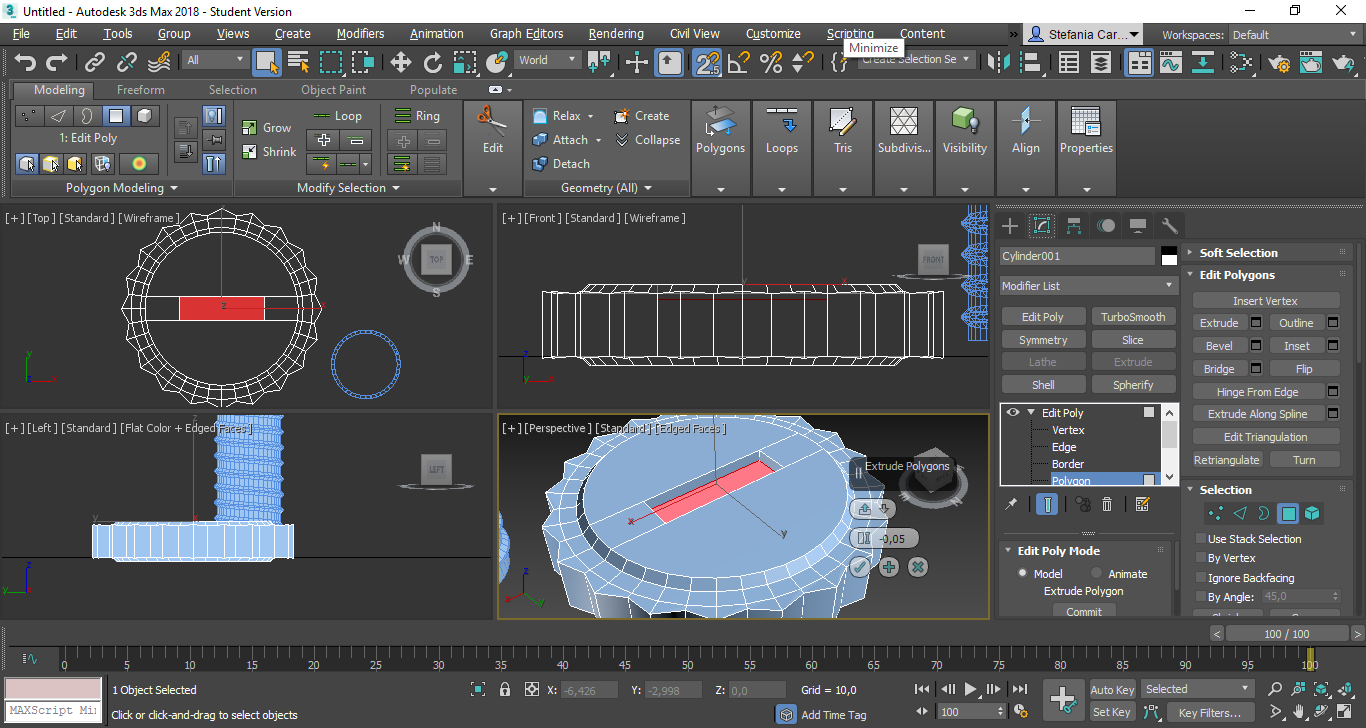 Untitled - Autodesk 3ds Max 2018 - Student Version
File Edit Tools Group Views Create Modifiers Animation Graph Editors Rendering Civil View Customize Scripting Content » Stefania Car... Workspaces: Default
Minimize
All World 2.5 Create Selection Se
Modeling Freeform Selection Object Paint Populate
1: Edit Poly
Grow
Shrink
Loop
Ring
Edit
Relax
Attach
Detach
Create
Collapse
Polygons
Loops
Tris
Subdivis...
Visibility
Align
Properties
Polygon Modeling Modify Selection Geometry (All)
[+] [Top] [Standard] [Wireframe]
N
W TOP E
S
z x
y
z x
[+] [Front] [Standard] [Wireframe]
FRONT
y x
z
y x
[+] [Left] [Standard] [Flat Color + Edged Faces]
LEFT
z
y x
z
y
[+] [Perspective] [Standard] [Edged Faces]
Extrude Polygons
-0,05
x y
z
x y
Cylinder001
Modifier List
Edit Poly TurboSmooth
Symmetry Slice
Lathe Extrude
Shell Spherify
Edit Poly
Vertex
Edge
Border
Polygon
Edit Poly Mode
Model Animate
Extrude Polygon
Commit
Soft Selection
Edit Polygons
Insert Vertex
Extrude Outline
Bevel Inset
Bridge Flip
Hinge From Edge
Extrude Along Spline
Edit Triangulation
Retriangulate Turn
Selection
Use Stack Selection
By Vertex
Ignore Backfacing
By Angle: 45,0
< 100 / 100 >
0 5 10 15 20 25 30 35 40 45 50 55 60 65 70 75 80 85 90 95 100
1 Object Selected
X: -6,426 Y: -2,998 Z: 0,0 Grid = 10,0
Auto Key Selected
MAXScript Mi
Click or click-and-drag to select objects
Add Time Tag
100
Set Key Key Filters...